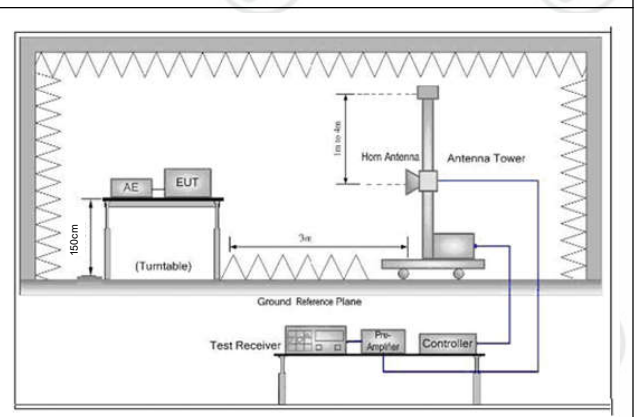 1m to 4m
Horn Antenna
Antenna Tower
AE
EUT
150cm
3m
(Turntable)
Ground Reference Plane
Test Receiver
Pre-
Amplifier
Controller